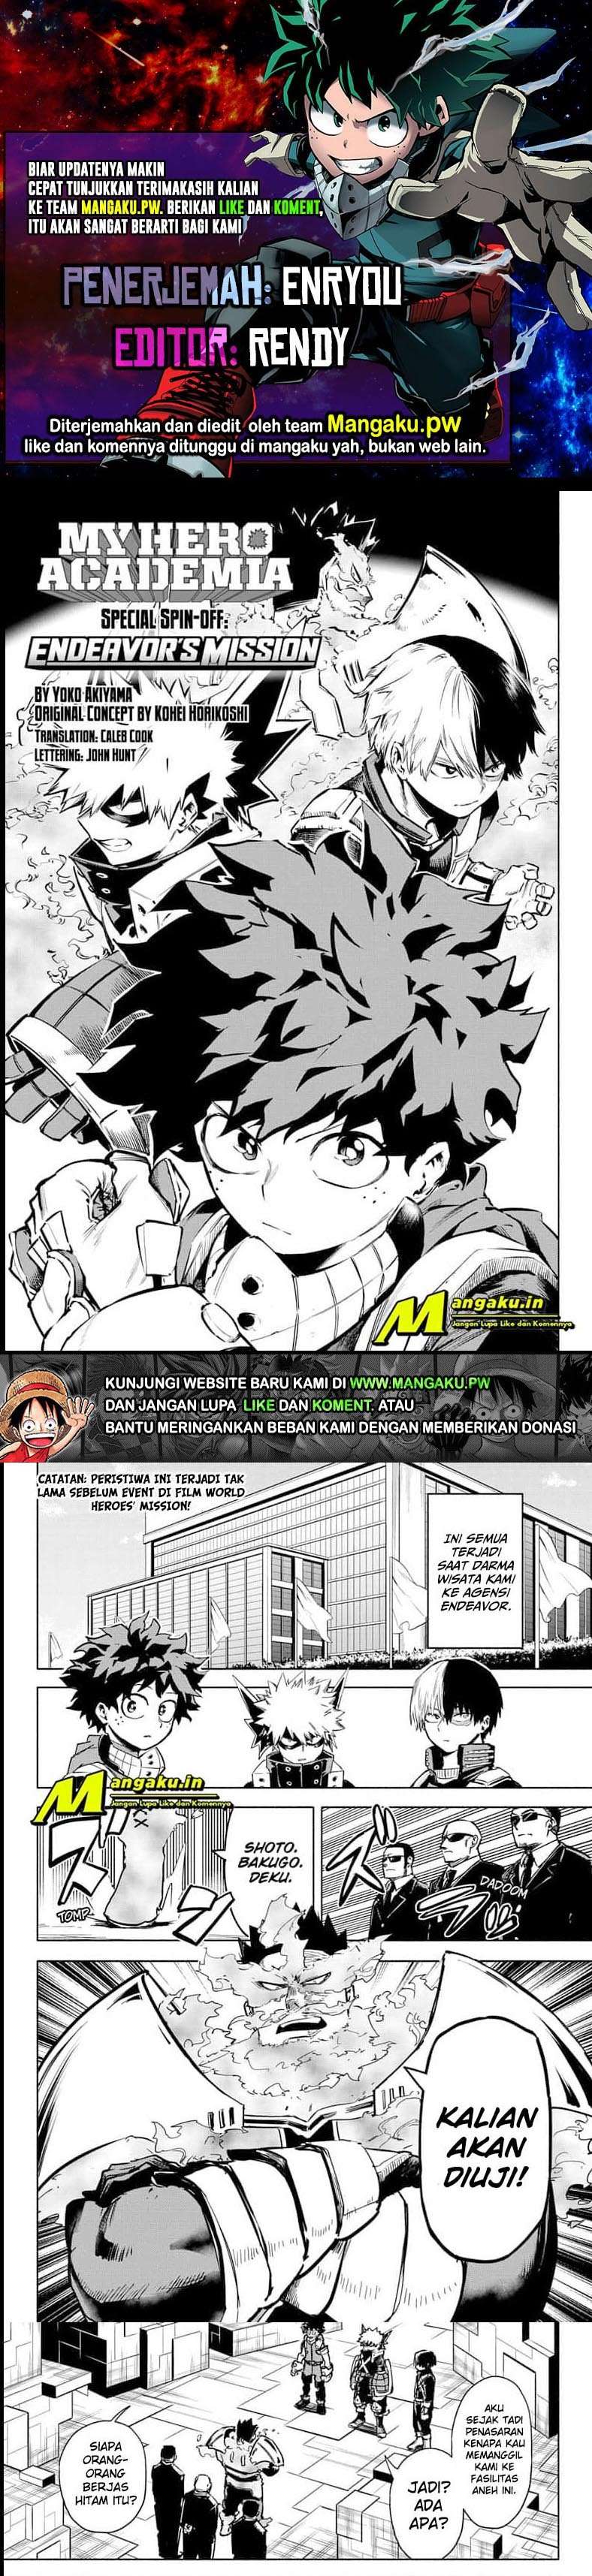 BIAR UPDATENYA MAKIN
CEPAT TUNJUKKAN TERIMAKASIH KALIAN
KE TEAM MANGAKU.PW. BERIKAN LIKE DAN KOMENT,
ITU AKAN SANGAT BERARTI BAGI KAMI
PENERJEMAH: ENRYOU
EDITOR: RENDY
Diterjemahkan dan diedit oleh team Mangaku.pw
like dan komennya ditunggu di mangaku yah, bukan web lain.
MY HERO
ACADEMIA
SPECIAL SPIN-OFF:
ENDEAVOR'S MISSION
BY YOKO AKIYAMA
ORIGINAL CONCEPT BY KOHEI HORIKOSHI
TRANSLATION: CALEB COOK
LETTERING: JOHN HUNT
Mangaku.in
Jangan Lupa Like dan Komennya
KUNJUNGI WEBSITE BARU KAMI DI WWW.MANGAKU.PW
DAN JANGAN LUPA LIKE DAN KOMENT. ATAU
BANTU MERINGANKAN BEBAN KAMI DENGAN MEMBERIKAN DONASI
CATATAN: PERISTIWA INI TERJADI TAK
LAMA SEBELUM EVENT DI FILM WORLD
HEROES' MISSION!
INI SEMUA
TERJADI
SAAT DARMA
WISATA KAMI
KE AGENSI
ENDEAVOR.
Mangaku.in
Jangan Lupa Like dan Komennya
SHOTO.
BAKUGO.
DEKU.
TOMP
DADOOM
KALIAN
AKAN
DIUJI!
AKU
SEJAK TADI
PENASARAN
KENAPA KAU
MEMANGGIL
KAMI KE
FASILITAS
ANEH INI.
JADI?
ADA
APA?
SIAPA
ORANG-
ORANG
BERJAS
HITAM ITU?